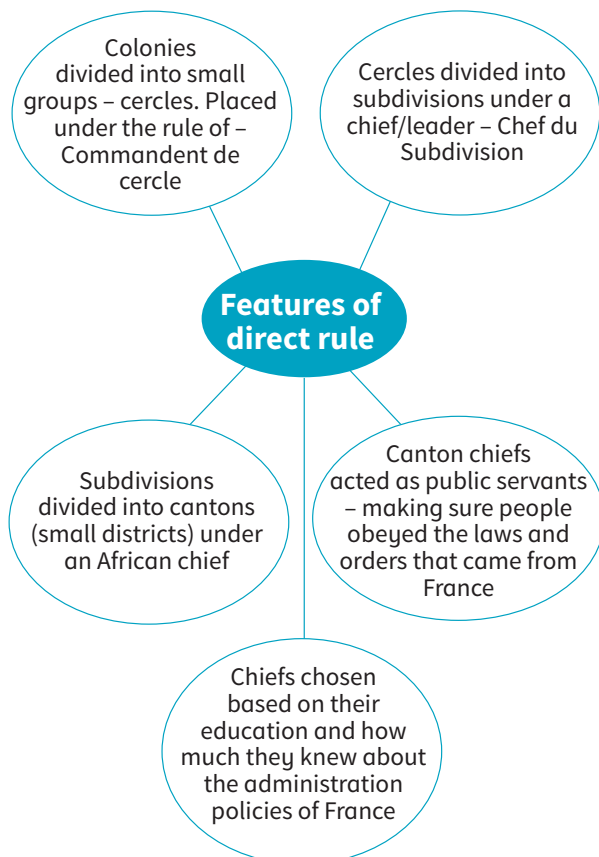 Colonies
divided into small
groups – cercles. Placed
under the rule of –
Commandent de
cercle
Cercles divided into
subdivisions under a
chief/leader – Chef du
Subdivision
Features of
direct rule
Subdivisions
divided into cantons
(small districts) under
an African chief
Canton chiefs
acted as public servants
– making sure people
obeyed the laws and
orders that came from
France
Chiefs chosen
based on their
education and how
much they knew about
the administration
policies of France